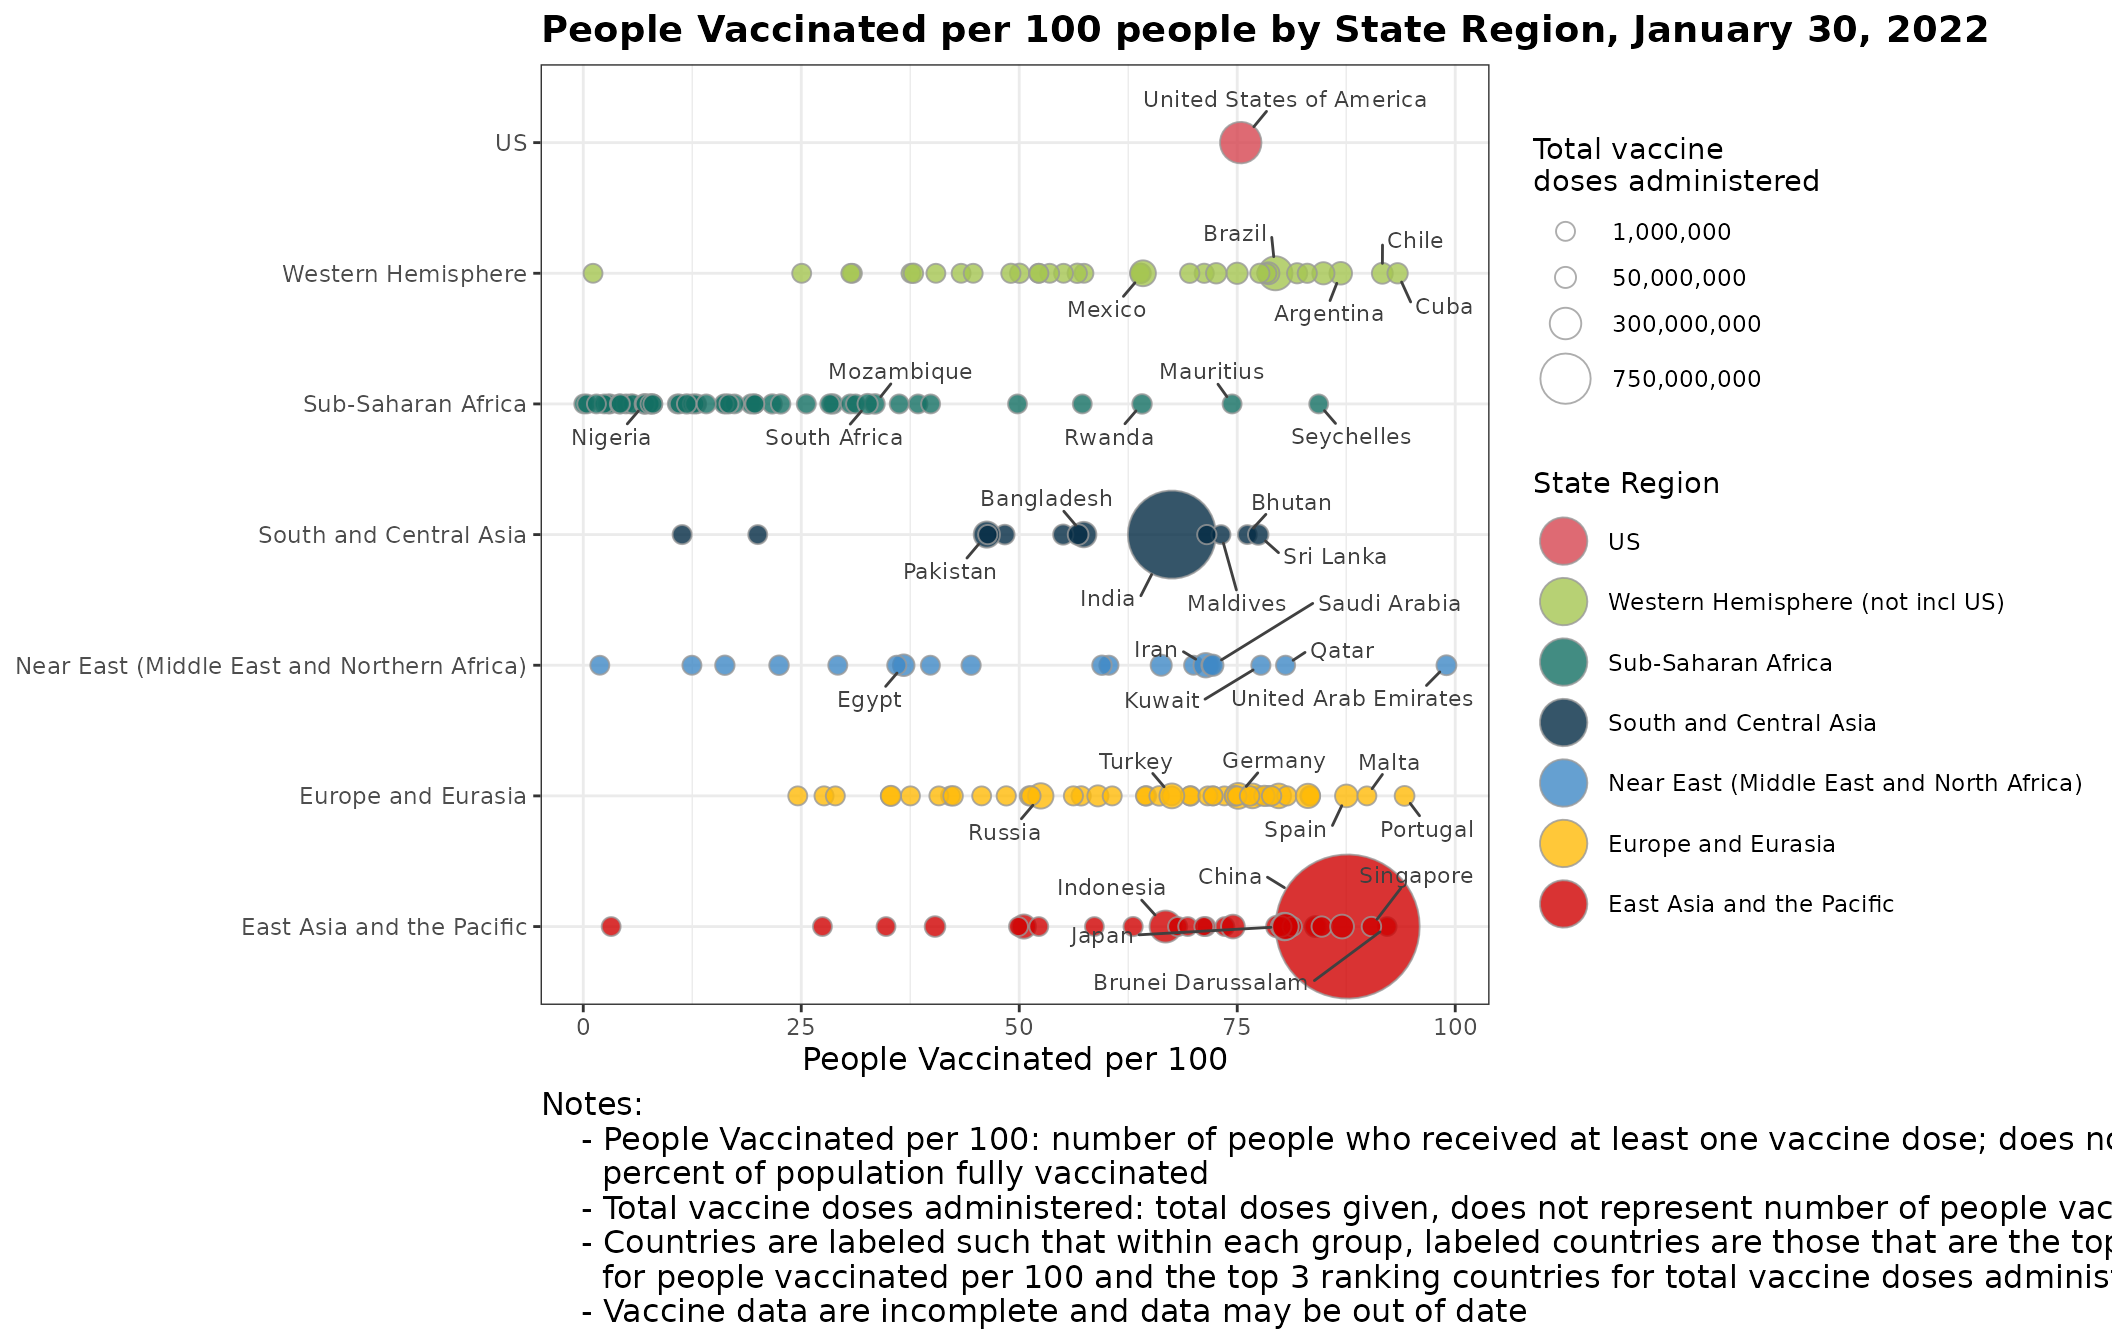 People Vaccinated per 100 people by State Region, January 30, 2022
United States of America
US
Brazil
Chile
Western Hemisphere
Mexico
Argentina
Cuba
Mozambique
Mauritius
Sub-Saharan Africa
Nigeria
South Africa
Rwanda
Seychelles
Bangladesh
Bhutan
South and Central Asia
Pakistan
Sri Lanka
India
Maldives
Saudi Arabia
Iran
Qatar
Near East (Middle East and Northern Africa)
Egypt
Kuwait
United Arab Emirates
Turkey
Germany
Malta
Europe and Eurasia
Russia
Spain
Portugal
China
Singapore
Indonesia
East Asia and the Pacific
Japan
Brunei Darussalam
0
25
50
75
100
People Vaccinated per 100
Total vaccine
doses administered
1,000,000
50,000,000
300,000,000
750,000,000
State Region
US
Western Hemisphere (not incl US)
Sub-Saharan Africa
South and Central Asia
Near East (Middle East and North Africa)
Europe and Eurasia
East Asia and the Pacific
Notes:
- People Vaccinated per 100: number of people who received at least one vaccine dose; does
percent of population fully vaccinated
- Total vaccine doses administered: total doses given, does not represent number of people
- Countries are labeled such that within each group, labeled countries are those that are the
for people vaccinated per 100 and the top 3 ranking countries for total vaccine doses
- Vaccine data are incomplete and data may be out of date